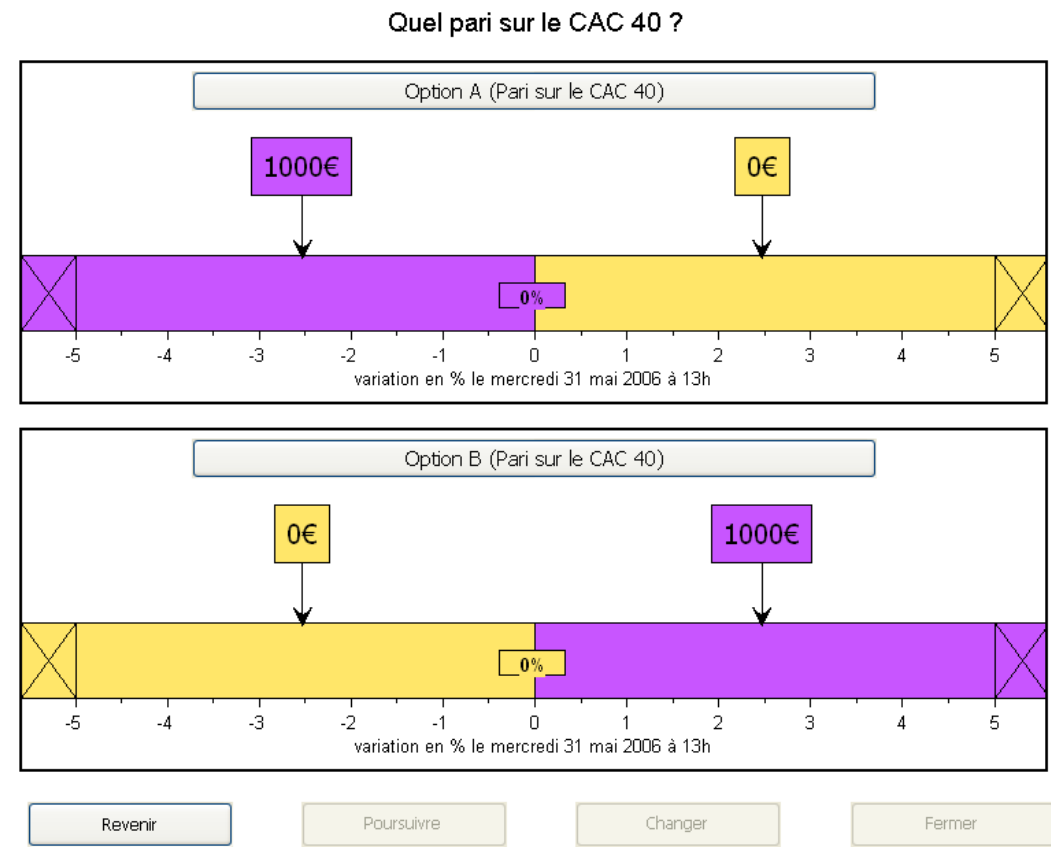 Quel pari sur le CAC 40 ?
Option A (Pari sur le CAC 40)
1000€ 0€
0%
-5 -4 -3 -2 -1 0 1 2 3 4 5
variation en % le mercredi 31 mai 2006 à 13h
Option B (Pari sur le CAC 40)
0€ 1000€
0%
-5 -4 -3 -2 -1 0 1 2 3 4 5
variation en % le mercredi 31 mai 2006 à 13h
Revenir Poursuivre Changer Fermer